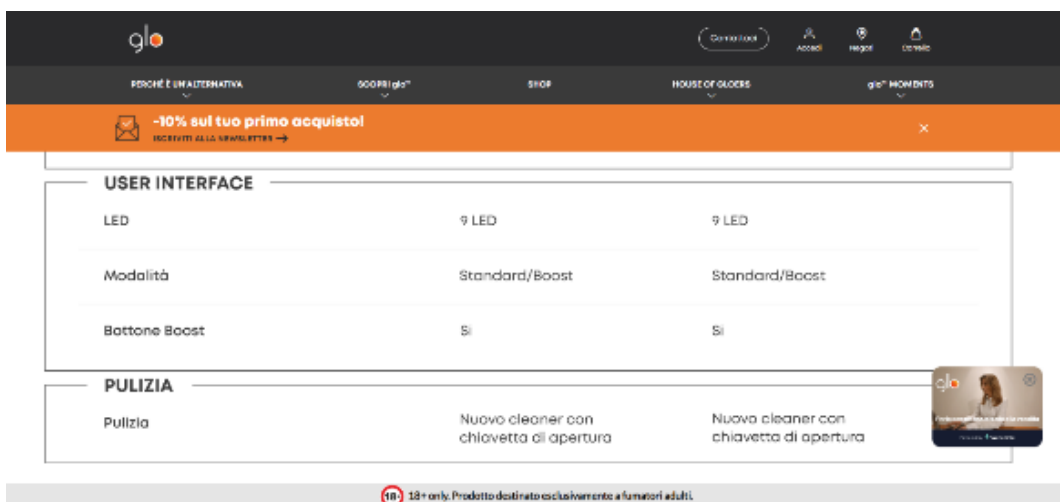 glo
Contattaci
Accedi
Negozi
Carrello
PERCHÉ È UN'ALTERNATIVA
SCOPRI glo™
SHOP
HOUSE OF GLOERS
glo™ MOMENTS
-10% sul tuo primo acquisto!
ISCRIVITI ALLA NEWSLETTER →
USER INTERFACE
LED 9 LED 9 LED
Modalità Standard/Boost Standard/Boost
Bottone Boost Si Si
PULIZIA
Pulizia Nuovo cleaner con Nuovo cleaner con
chiavetta di apertura chiavetta di apertura
glo
18+ 18+ only. Prodotto destinato esclusivamente a fumatori adulti.